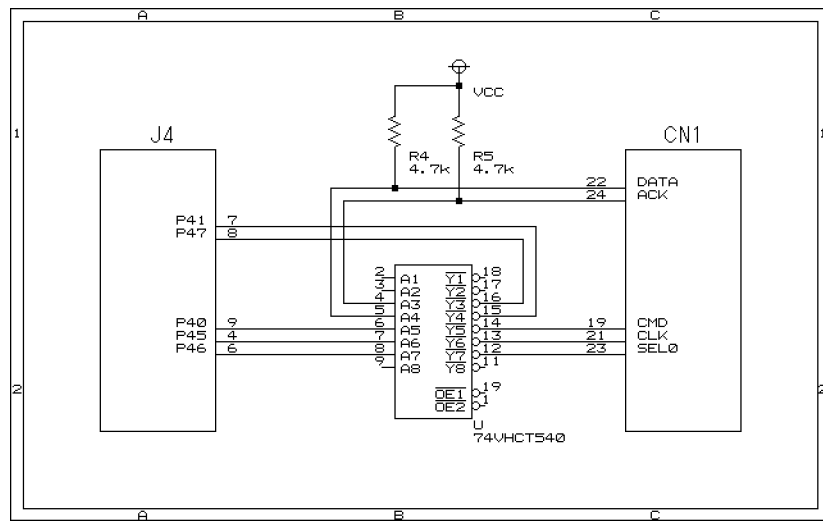 A B C
1 1
VCC
J4 CN1
R4 R5
4.7k 4.7k
22 DATA
24 ACK
P41 7
P47 8
2 A1 Y1 18
3 A2 Y2 17
4 A3 Y3 16
5 A4 Y4 15
P40 9 6 A5 Y5 14 19 CMD
P45 4 7 A6 Y6 13 21 CLK
P46 6 8 A7 Y7 12 23 SEL0
9 A8 Y8 11
2 2
OE1 19
OE2 1
U
74VHCT540
A B C